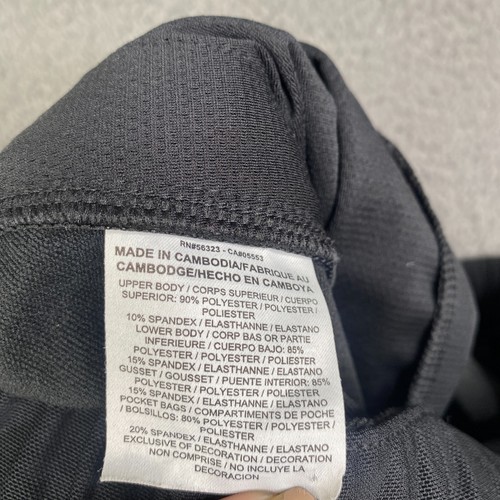 RN#56323 - CA#05553
MADE IN CAMBODIA/FABRIQUE AU
CAMBODGE/HECHO EN CAMBOYA
UPPER BODY / CORPS SUPERIEUR / CUERPO
SUPERIOR: 90% POLYESTER / POLYESTER /
POLIESTER
10% SPANDEX / ELASTHANNE / ELASTANO
LOWER BODY / CORP BAS OR PARTIE
INFERIEURE / CUERPO BAJO: 85%
POLYESTER / POLYESTER / POLIESTER
15% SPANDEX / ELASTHANNE / ELASTANO
GUSSET / GOUSSET / PUENTE INTERIOR: 85%
POLYESTER / POLYESTER / POLIESTER
15% SPANDEX / ELASTHANNE / ELASTANO
POCKET BAGS / COMPARTIMENTS DE POCHE
/ BOLSILLOS: 80% POLYESTER / POLYESTER /
POLIESTER
20% SPANDEX / ELASTHANNE / ELASTANO
EXCLUSIVE OF DECORATION / DECORATION
NON COMPRISE / NO INCLUYE LA
DECORACION